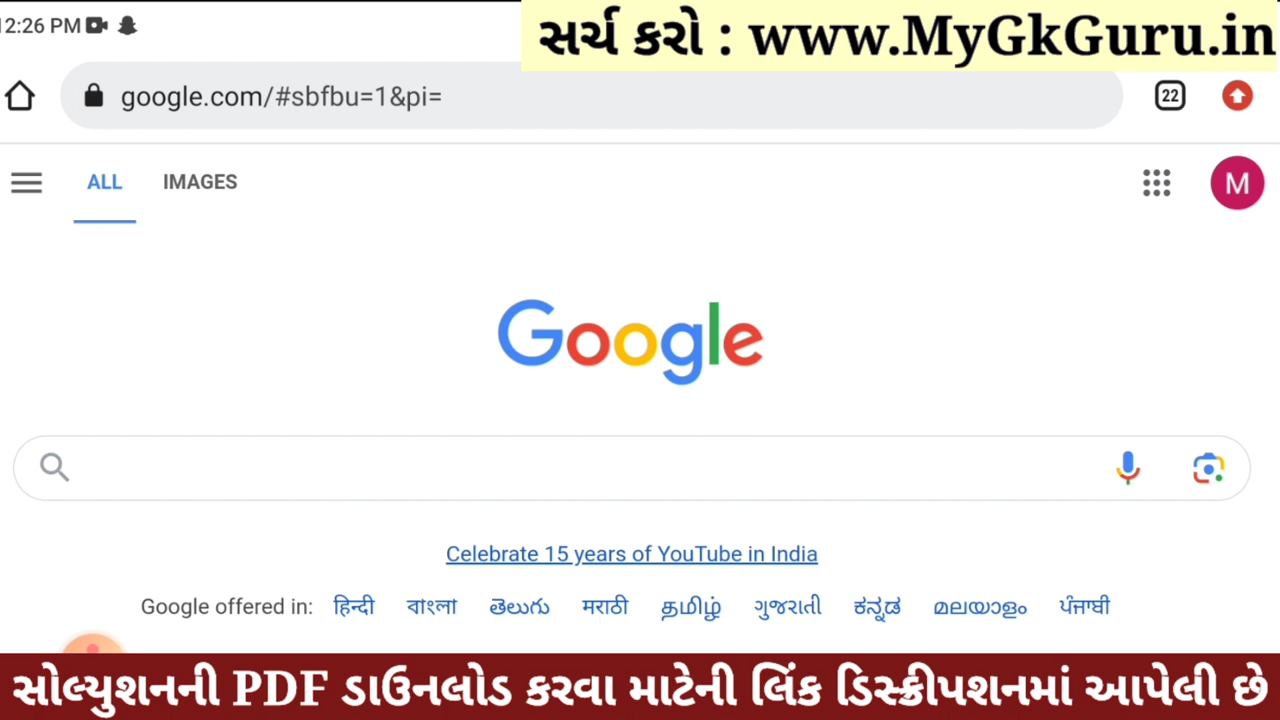 12:26 PM
સર્ચ કરો : www.MyGkGuru.in
google.com/#sbfbu=1&pi=
22
ALL IMAGES
M
Google
Celebrate 15 years of YouTube in India
Google offered in: हिन्दी বাংলা తెలుగు मराठी தமிழ் ગુજરાતી ಕನ್ನಡ മലയാളം ਪੰਜਾਬੀ
સોલ્યુશનની PDF ડાઉનલોડ કરવા માટેની લિંક ડિસ્ક્રીપશનમાં આપેલી છે